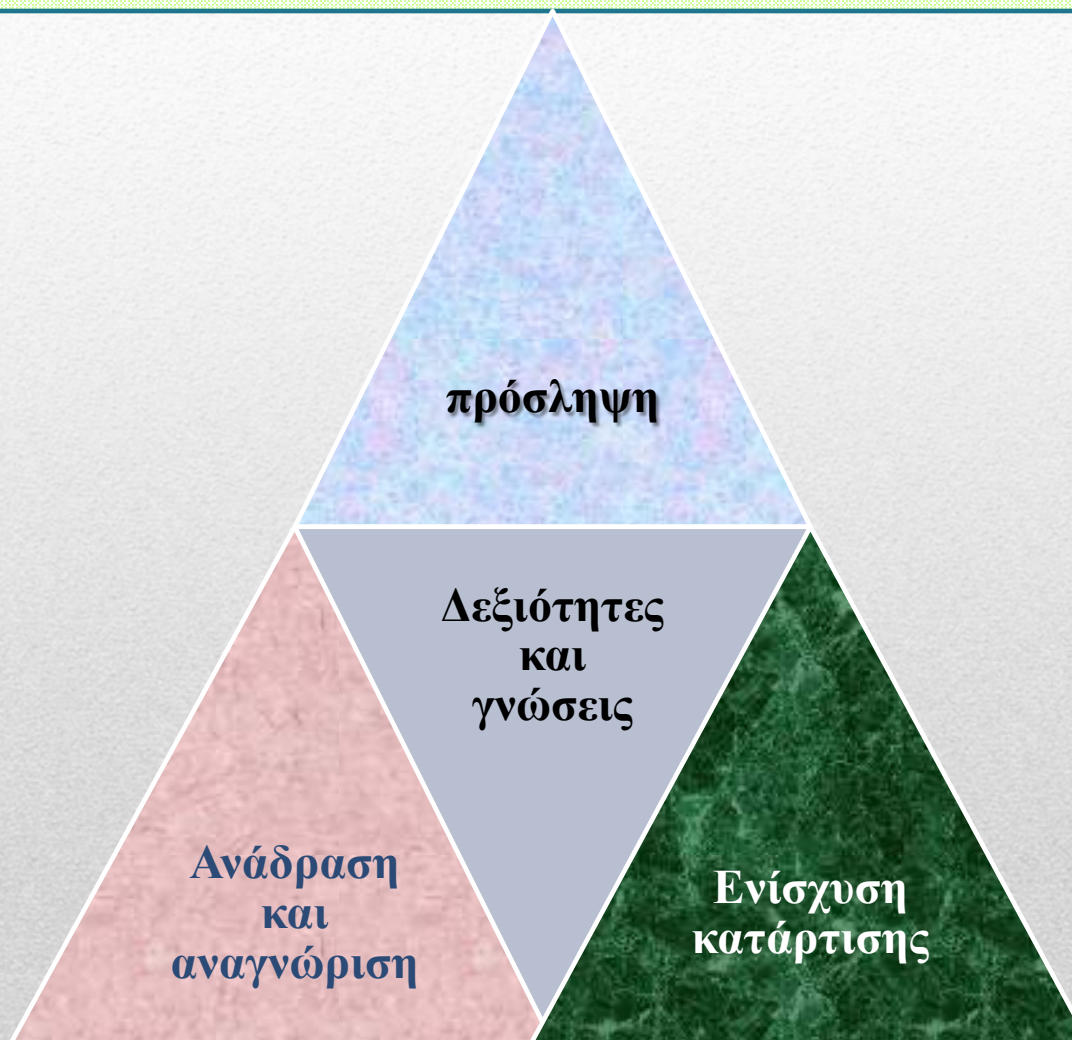 πρόσληψη
Δεξιότητες
και
γνώσεις
Ανάδραση
και
αναγνώριση
Ενίσχυση
κατάρτισης